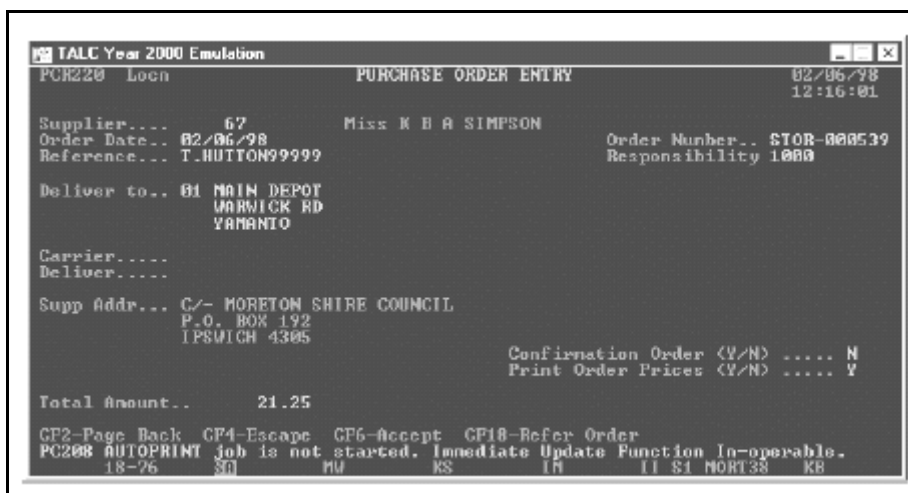 TALC Year 2000 Emulation
PCR220 Locn PURCHASE ORDER ENTRY 02/06/98
12:16:01
Supplier.... 67 Miss K B A SIMPSON
Order Date.. 02/06/98 Order Number.. STOR-000539
Reference... T.HUTTON99999 Responsibility 1000
Deliver to.. 01 MAIN DEPOT
WARWICK RD
YAMANTO
Carrier.....
Deliver.....
Supp Addr... C/- MORETON SHIRE COUNCIL
P.O. BOX 192
IPSWICH 4305
Confirmation Order (Y/N) ..... N
Print Order Prices (Y/N) ..... Y
Total Amount.. 21.25
CF2-Page Back CF4-Escape CF6-Accept CF18-Refer Order
PC208 AUTOPRINT job is not started. Immediate Update Function In-operable.
18-76 SA MW KS IM II S1 MORT38 KB